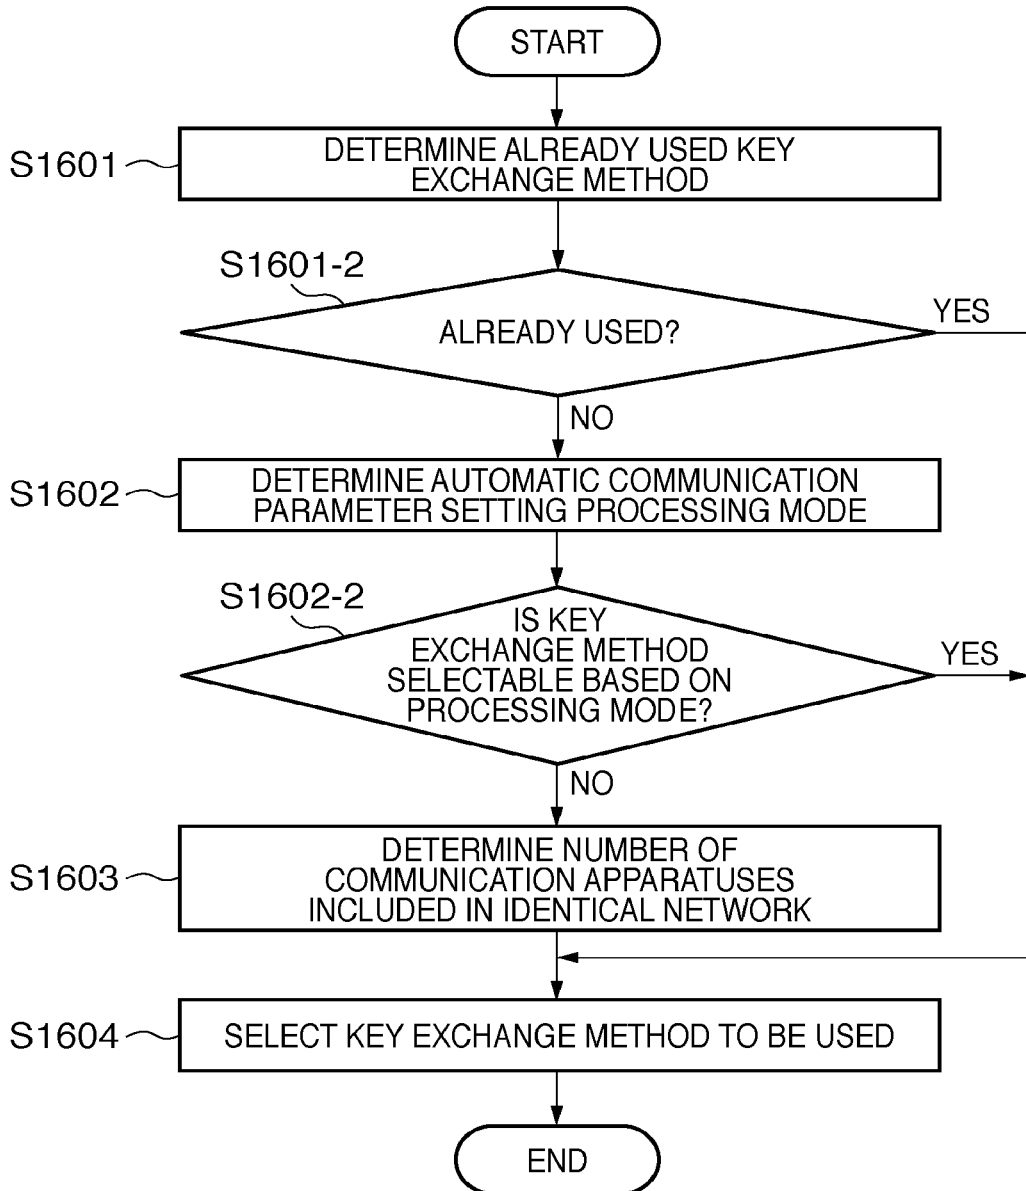 START
S1601
DETERMINE ALREADY USED KEY
EXCHANGE METHOD
S1601-2
ALREADY USED?
YES
NO
S1602
DETERMINE AUTOMATIC COMMUNICATION
PARAMETER SETTING PROCESSING MODE
S1602-2
IS KEY
EXCHANGE METHOD
SELECTABLE BASED ON
PROCESSING MODE?
YES
NO
S1603
DETERMINE NUMBER OF
COMMUNICATION APPARATUSES
INCLUDED IN IDENTICAL NETWORK
S1604
SELECT KEY EXCHANGE METHOD TO BE USED
END